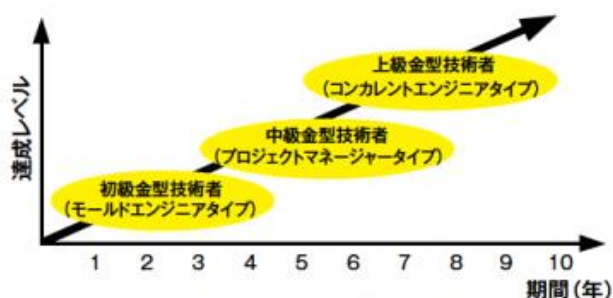 上級金型技術者
(コンカレントエンジニアタイプ)
中級金型技術者
(プロジェクトマネージャータイプ)
初級金型技術者
(モールドエンジニアタイプ)
達成レベル
1 2 3 4 5 6 7 8 9 10
期間(年)